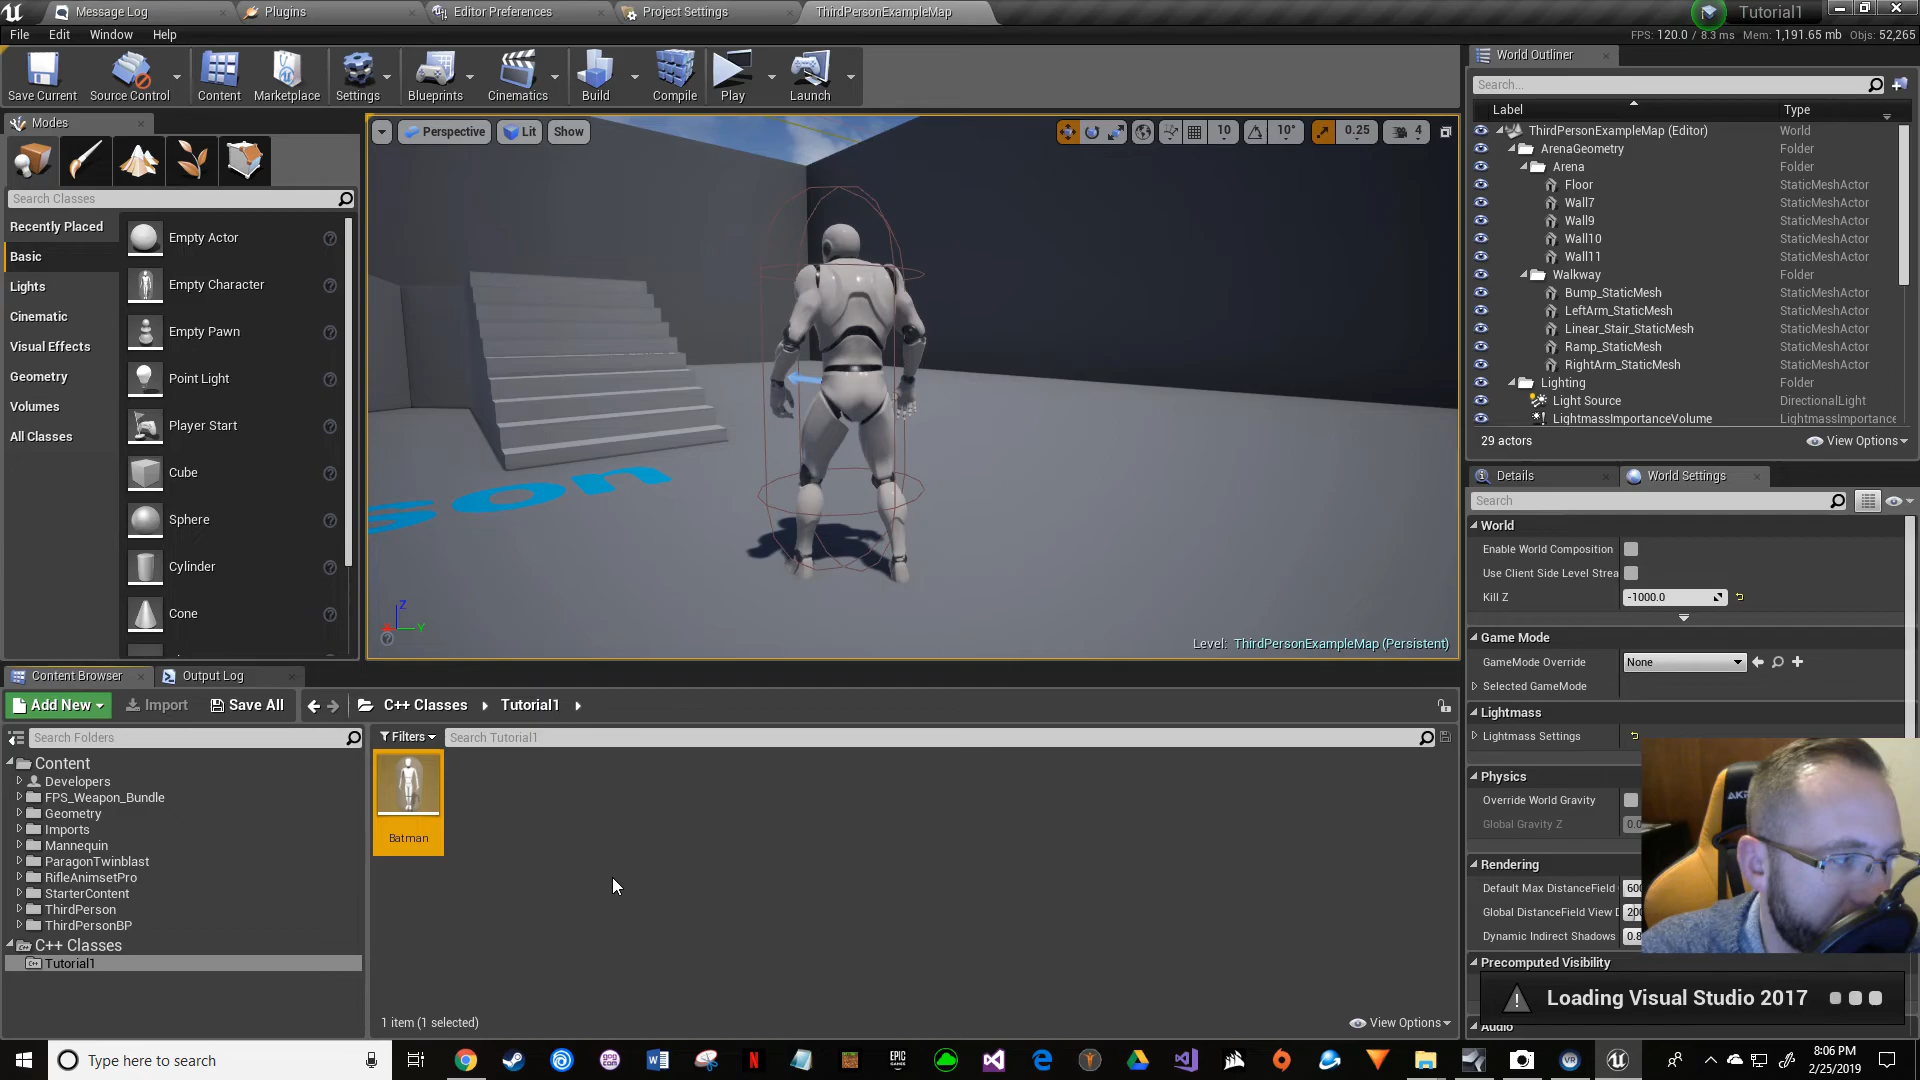 Message Log
Plugins
Editor Preferences
Project Settings
ThirdPersonExampleMap
Tutorial1
File Edit Window Help
FPS: 120.0 / 8.3 ms Mem: 1,191.65 mb Objs: 52,265
Save Current
Source Control
Content
Marketplace
Settings
Blueprints
Cinematics
Build
Compile
Play
Launch
Modes
Search Classes
Recently Placed
Basic
Lights
Cinematic
Visual Effects
Geometry
Volumes
All Classes
Empty Actor
Empty Character
Empty Pawn
Point Light
Player Start
Cube
Sphere
Cylinder
Cone
Perspective Lit Show
10 10° 0.25 4
son
Z
X Y
Level: ThirdPersonExampleMap (Persistent)
World Outliner
Search...
Label Type
ThirdPersonExampleMap (Editor) World
ArenaGeometry Folder
Arena Folder
Floor StaticMeshActor
Wall7 StaticMeshActor
Wall9 StaticMeshActor
Wall10 StaticMeshActor
Wall11 StaticMeshActor
Walkway Folder
Bump_StaticMesh StaticMeshActor
LeftArm_StaticMesh StaticMeshActor
Linear_Stair_StaticMesh StaticMeshActor
Ramp_StaticMesh StaticMeshActor
RightArm_StaticMesh StaticMeshActor
Lighting Folder
Light Source DirectionalLight
LightmassImportanceVolume LightmassImportance
29 actors
View Options
Details
World Settings
Search
World
Enable World Composition
Use Client Side Level Strea
Kill Z -1000.0
Game Mode
GameMode Override None
Selected GameMode
Lightmass
Lightmass Settings
Physics
Override World Gravity
Global Gravity Z 0.0
Rendering
Default Max DistanceField 600
Global DistanceField View D 200
Dynamic Indirect Shadows 0.8
Precomputed Visibility
Loading Visual Studio 2017
Audio
Content Browser
Output Log
Add New
Import
Save All
C++ Classes
Tutorial1
Search Folders
Filters
Search Tutorial1
Content
Developers
FPS_Weapon_Bundle
Geometry
Imports
Mannequin
ParagonTwinblast
RifleAnimsetPro
StarterContent
ThirdPerson
ThirdPersonBP
C++ Classes
Tutorial1
Batman
1 item (1 selected)
View Options
Type here to search
8:06 PM
2/25/2019